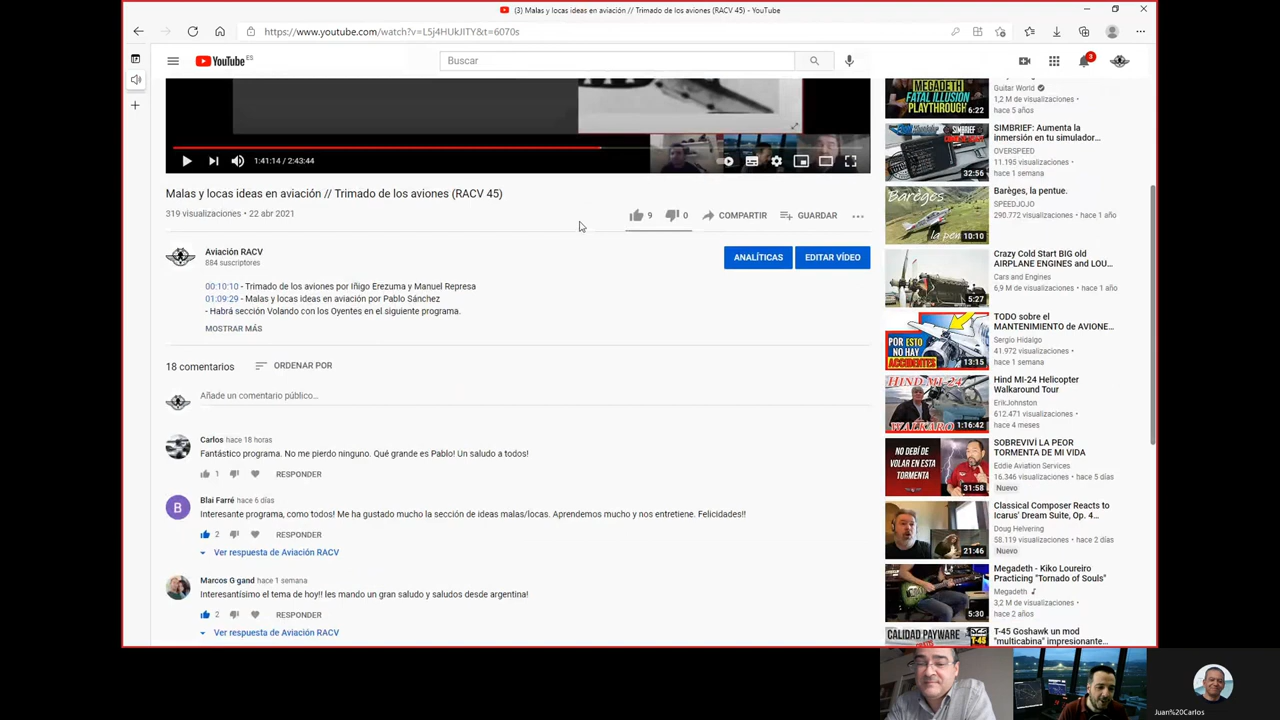 (3) Malas y locas ideas en aviación // Trimado de los aviones (RACV 45) - YouTube
https://www.youtube.com/watch?v=L5j4HUkJITY&t=6070s
YouTube ES
Buscar
3
1:41:14 / 2:43:44
Malas y locas ideas en aviación // Trimado de los aviones (RACV 45)
319 visualizaciones • 22 abr 2021
9
0
COMPARTIR
GUARDAR
Aviación RACV
884 suscriptores
ANALÍTICAS
EDITAR VÍDEO
00:10:10 - Trimado de los aviones por Iñigo Erezuma y Manuel Represa
01:09:29 - Malas y locas ideas en aviación por Pablo Sánchez
- Habrá sección Volando con los Oyentes en el siguiente programa.
MOSTRAR MÁS
18 comentarios
ORDENAR POR
Añade un comentario público...
Carlos hace 18 horas
Fantástico programa. No me pierdo ninguno. Qué grande es Pablo! Un saludo a todos!
1
RESPONDER
B
Blai Farré hace 6 días
Interesante programa, como todos! Me ha gustado mucho la sección de ideas malas/locas. Aprendemos mucho y nos entretiene. Felicidades!!
2
RESPONDER
Ver respuesta de Aviación RACV
Marcos G gand hace 1 semana
Interesantísimo el tema de hoy!! les mando un gran saludo y saludos desde argentina!
2
RESPONDER
Ver respuesta de Aviación RACV
MEGADETH
FATAL ILLUSION
PLAYTHROUGH
6:22
Guitar World
1,2 M de visualizaciones •
hace 5 años
SIMBRIEF
32:56
SIMBRIEF: Aumenta la
inmersión en tu simulador...
OVERSPEED
11.195 visualizaciones •
hace 1 semana
Barèges
la pen
10:10
Barèges, la pentue.
SPEEDJOJO
290.772 visualizaciones • hace 1 año
5:27
Crazy Cold Start BIG old
AIRPLANE ENGINES and LOU...
Cars and Engines
6,9 M de visualizaciones • hace 1 año
POR ESTO
NO HAY
ACCIDENTES
13:15
TODO sobre el
MANTENIMIENTO de AVIONE...
Sergio Hidalgo
41.972 visualizaciones •
hace 1 semana
HIND MI-24
WALKARO
1:16:42
Hind MI-24 Helicopter
Walkaround Tour
ErikJohnston
612.471 visualizaciones •
hace 4 meses
NO DEBÍ DE
VOLAR EN ESTA
TORMENTA
31:58
SOBREVIVÍ LA PEOR
TORMENTA DE MI VIDA
Eddie Aviation Services
16.346 visualizaciones • hace 5 días
Nuevo
21:46
Classical Composer Reacts to
Icarus' Dream Suite, Op. 4...
Doug Helvering
58.119 visualizaciones • hace 2 días
Nuevo
5:30
Megadeth - Kiko Loureiro
Practicing "Tornado of Souls"
Megadeth
3,2 M de visualizaciones •
hace 2 años
CALIDAD PAYWARE
T-45
T-45 Goshawk un mod
"multicabina" impresionante...
Juan%20Carlos